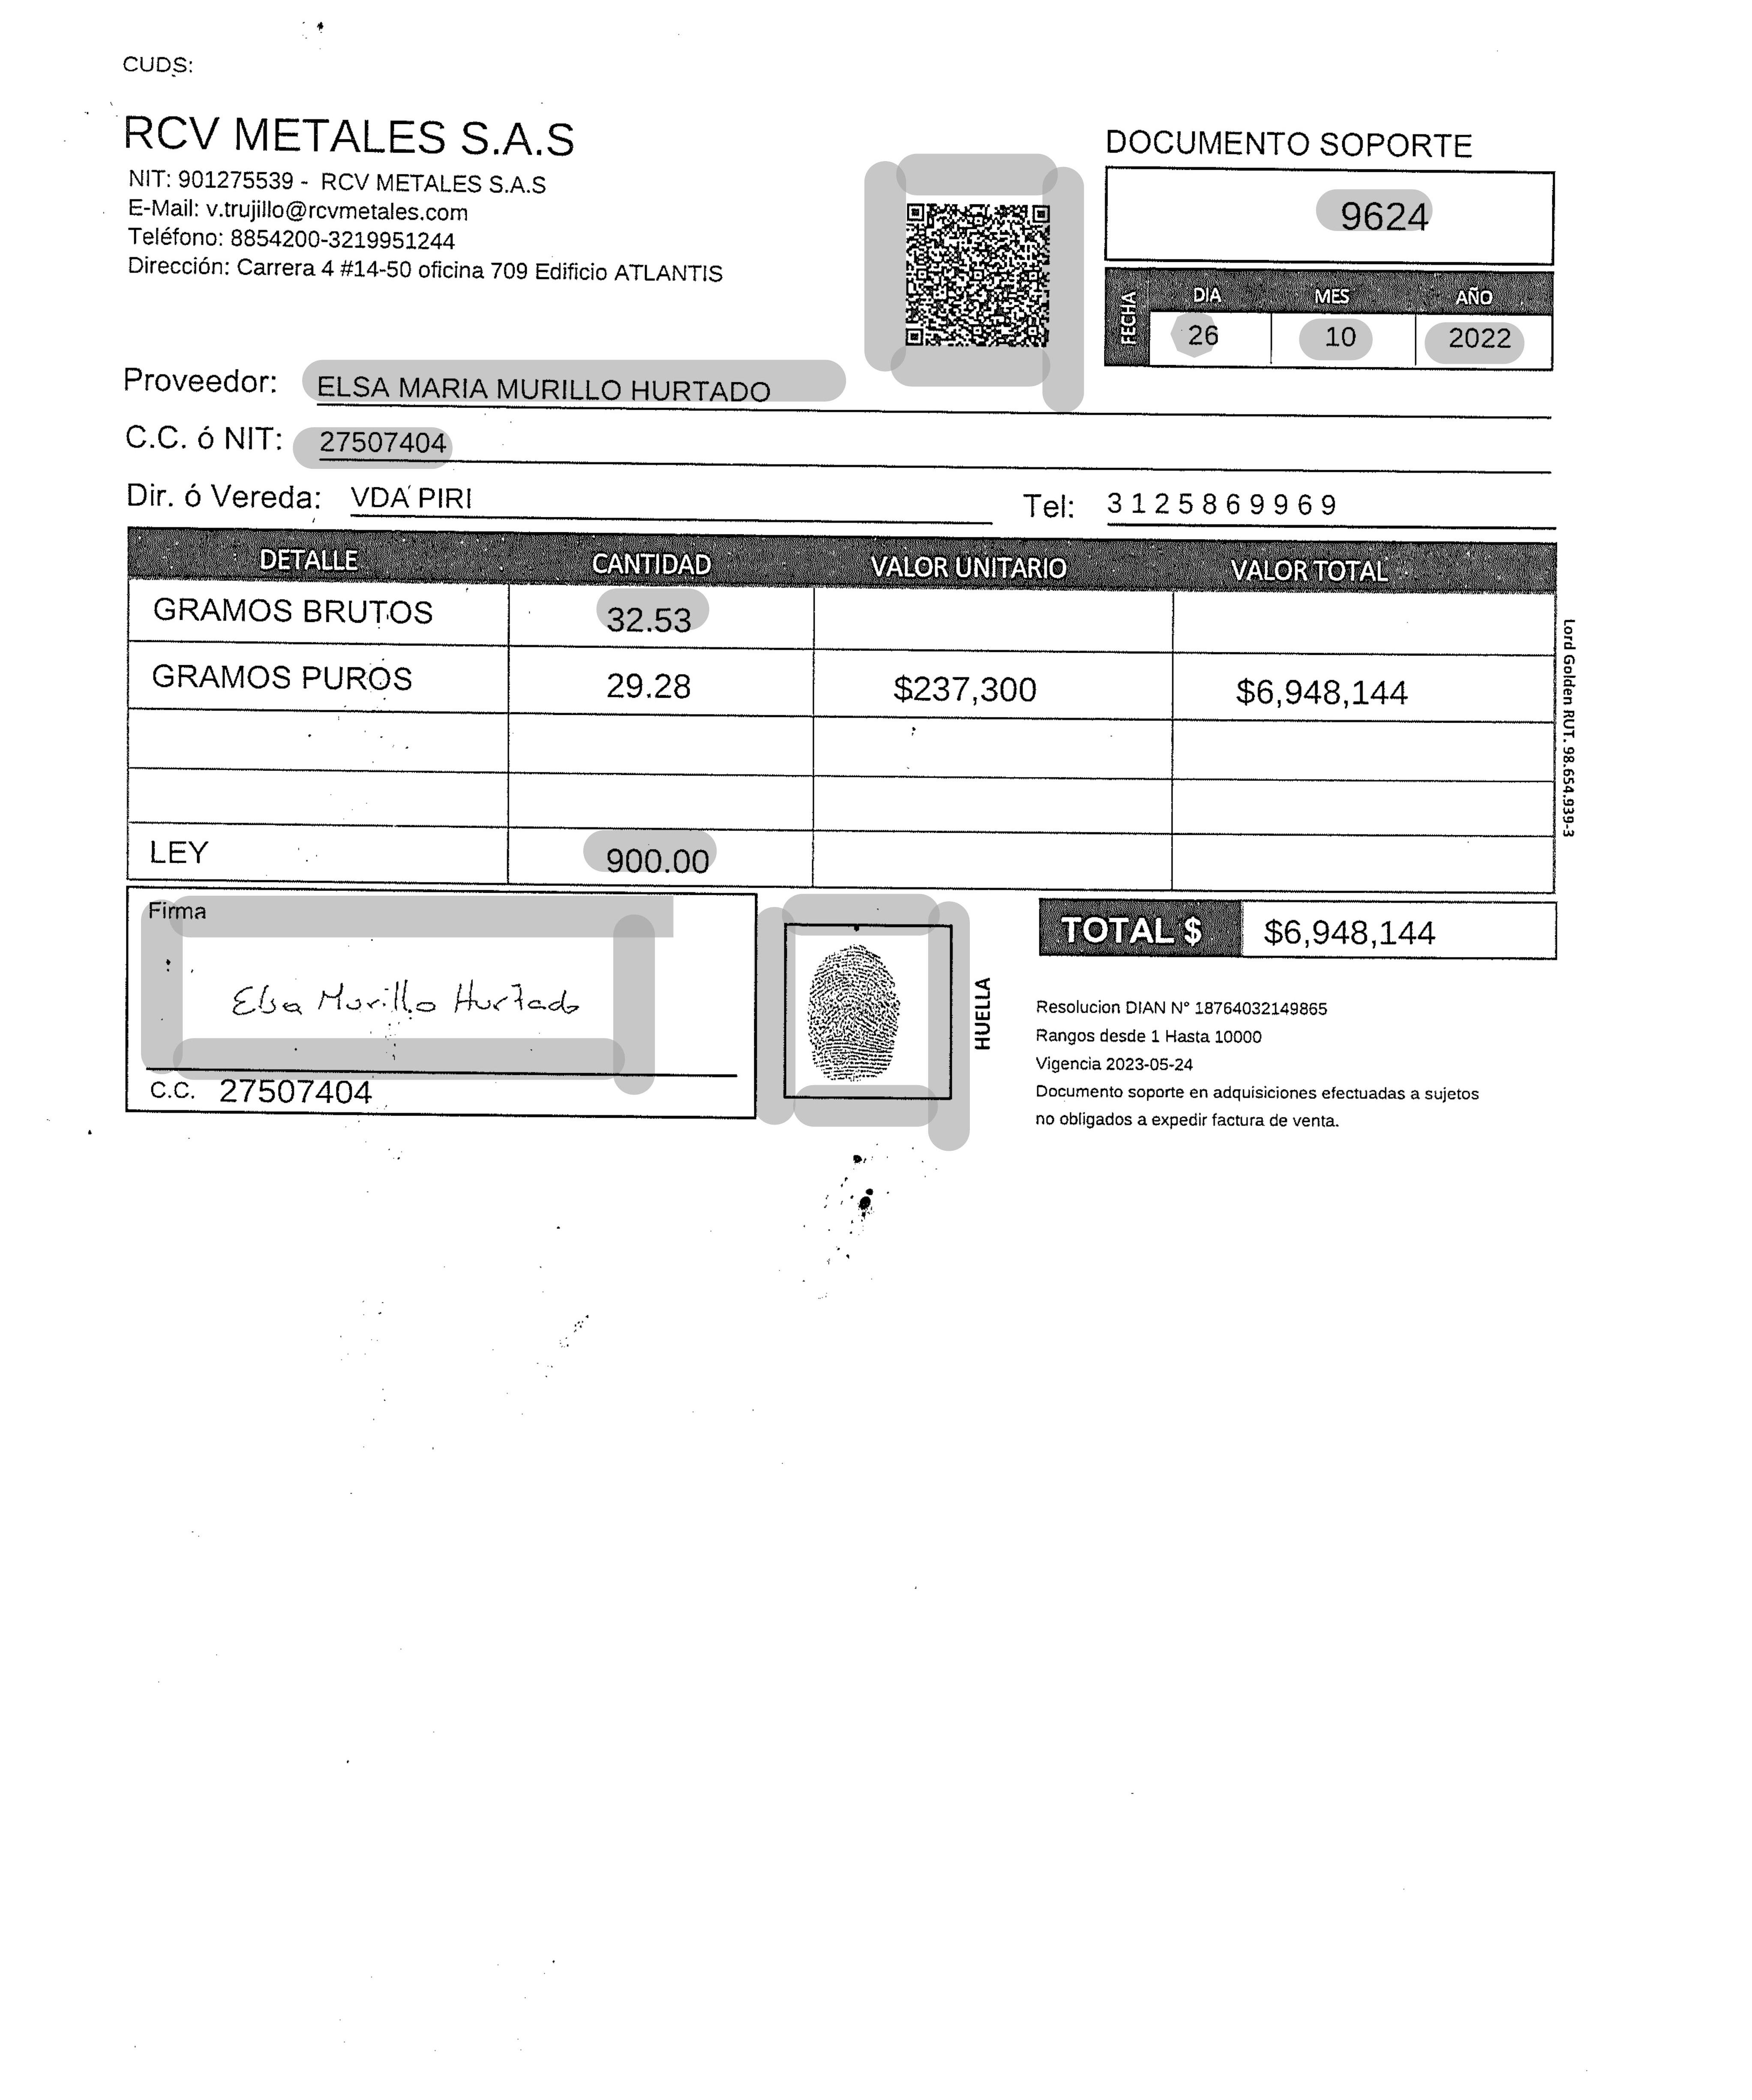 CUDS:
RCV METALES S.A.S
NIT: 901275539 - RCV METALES S.A.S
E-Mail: v.trujillo@rcvmetales.com
Teléfono: 8854200-3219951244
Dirección: Carrera 4 #14-50 oficina 709 Edificio ATLANTIS
DOCUMENTO SOPORTE
9624
FECHA
DIA MES AÑO
26 10 2022
Proveedor: ELSA MARIA MURILLO HURTADO
C.C. ó NIT: 27507404
Dir. ó Vereda: VDA PIRI Tel: 3125869969
DETALLE CANTIDAD VALOR UNITARIO VALOR TOTAL
GRAMOS BRUTOS 32.53
GRAMOS PUROS 29.28 $237,300 $6,948,144
LEY 900.00
Lord Golden RUT. 98.654.939-3
Firma
Elsa Murillo Hurtado
C.C. 27507404
HUELLA
TOTAL $ $6,948,144
Resolucion DIAN N° 18764032149865
Rangos desde 1 Hasta 10000
Vigencia 2023-05-24
Documento soporte en adquisiciones efectuadas a sujetos
no obligados a expedir factura de venta.